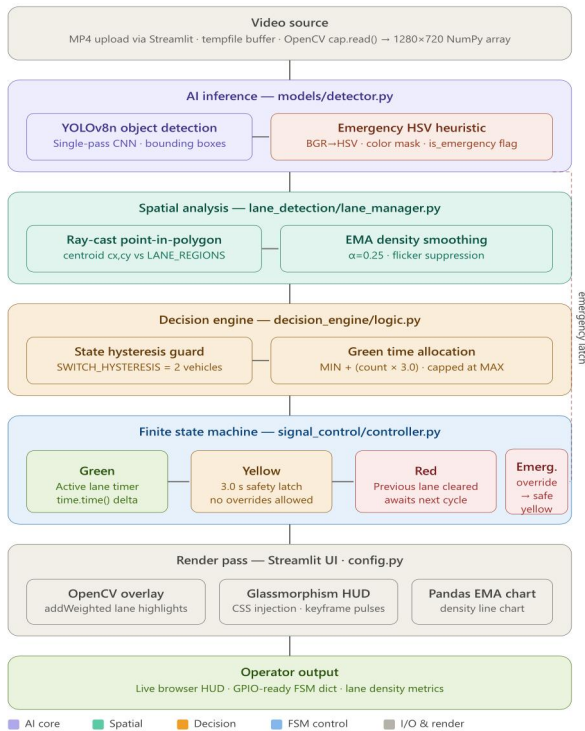 Video source
MP4 upload via Streamlit · tempfile buffer · OpenCV cap.read() → 1280×720 NumPy array
AI inference — models/detector.py
YOLOv8n object detection
Single-pass CNN · bounding boxes
Emergency HSV heuristic
BGR→HSV · color mask · is_emergency flag
Spatial analysis — lane_detection/lane_manager.py
Ray-cast point-in-polygon
centroid cx,cy vs LANE_REGIONS
EMA density smoothing
α=0.25 · flicker suppression
emergency latch
Decision engine — decision_engine/logic.py
State hysteresis guard
SWITCH_HYSTERESIS = 2 vehicles
Green time allocation
MIN + (count × 3.0) · capped at MAX
Finite state machine — signal_control/controller.py
Green
Active lane timer
time.time() delta
Yellow
3.0 s safety latch
no overrides allowed
Red
Previous lane cleared
awaits next cycle
Emerg.
override
→ safe
yellow
Render pass — Streamlit UI · config.py
OpenCV overlay
addWeighted lane highlights
Glassmorphism HUD
CSS injection · keyframe pulses
Pandas EMA chart
density line chart
Operator output
Live browser HUD · GPIO-ready FSM dict · lane density metrics
AI core
Spatial
Decision
FSM control
I/O & render